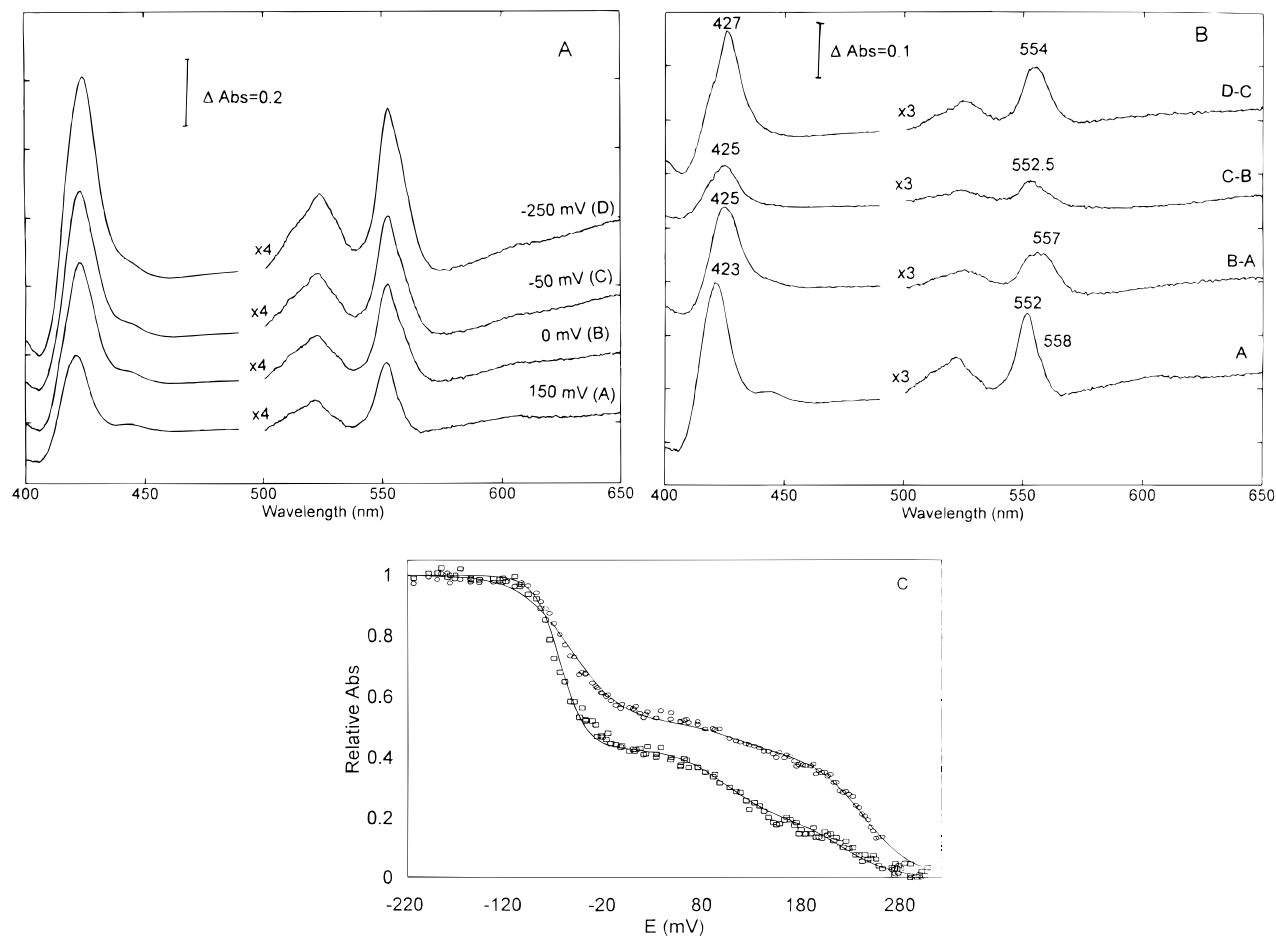 A
Δ Abs=0.2
-250 mV (D)
x4
-50 mV (C)
x4
0 mV (B)
x4
150 mV (A)
x4
400 450 500 550 600 650
Wavelength (nm)
B
427
Δ Abs=0.1
554
D-C
x3
425
552.5
C-B
x3
425
557
B-A
x3
423
552
558
A
x3
400 450 500 550 600 650
Wavelength (nm)
C
1
0.8
0.6
0.4
0.2
0
Relative Abs
-220 -120 -20 80 180 280
E (mV)